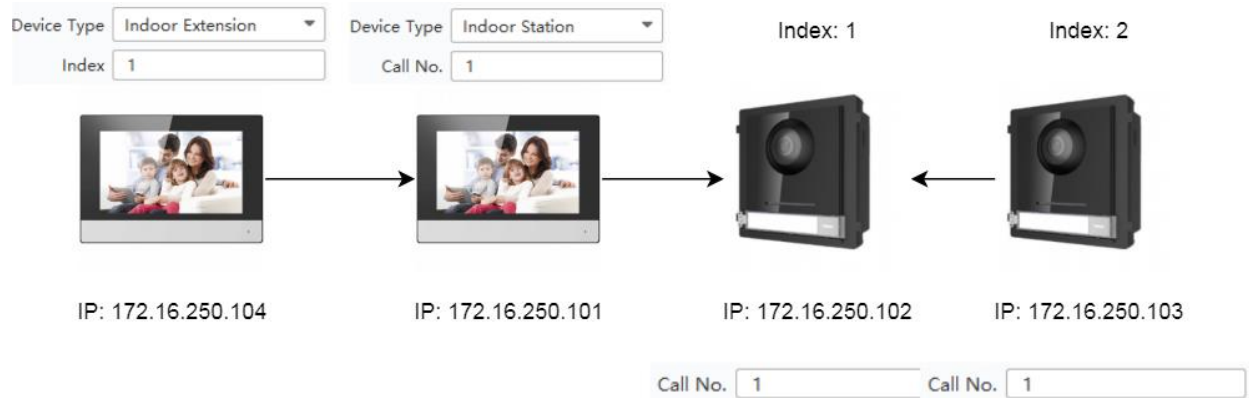 Device Type Indoor Extension
Index 1
Device Type Indoor Station
Call No. 1
Index: 1
Index: 2
IP: 172.16.250.104
IP: 172.16.250.101
IP: 172.16.250.102
IP: 172.16.250.103
Call No. 1
Call No. 1